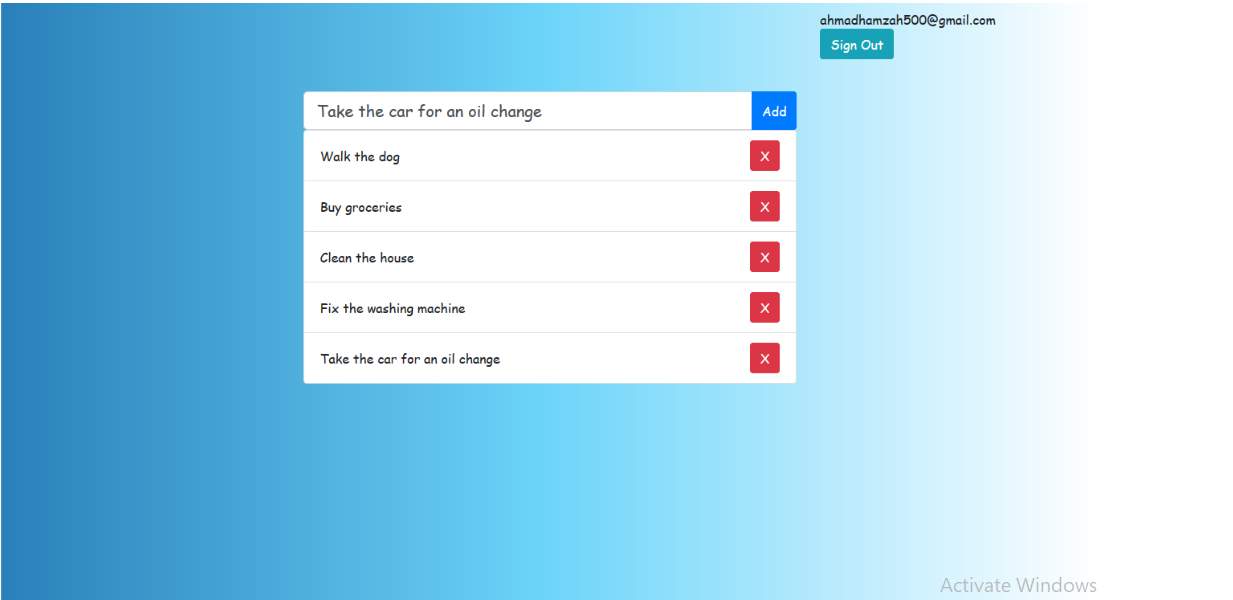 ahmadhamzah500@gmail.com
Sign Out
Take the car for an oil change Add
Walk the dog X
Buy groceries X
Clean the house X
Fix the washing machine X
Take the car for an oil change X
Activate Windows